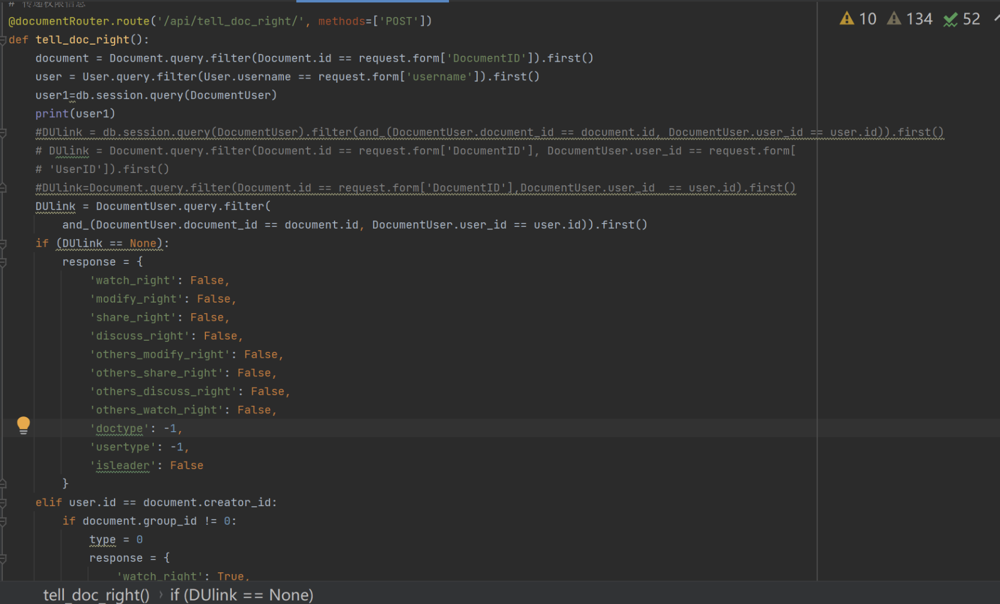 # 传递权限信息
@documentRouter.route('/api/tell_doc_right/', methods=['POST'])
10 134 52
def tell_doc_right():
document = Document.query.filter(Document.id == request.form['DocumentID']).first()
user = User.query.filter(User.username == request.form['username']).first()
user1=db.session.query(DocumentUser)
print(user1)
#DUlink = db.session.query(DocumentUser).filter(and_(DocumentUser.document_id == document.id, DocumentUser.user_id == user.id)).first()
# DUlink = Document.query.filter(Document.id == request.form['DocumentID'], DocumentUser.user_id == request.form[
# 'UserID']).first()
#DUlink=Document.query.filter(Document.id == request.form['DocumentID'],DocumentUser.user_id  == user.id).first()
DUlink = DocumentUser.query.filter(
and_(DocumentUser.document_id == document.id, DocumentUser.user_id == user.id)).first()
if (DUlink == None):
response = {
'watch_right': False,
'modify_right': False,
'share_right': False,
'discuss_right': False,
'others_modify_right': False,
'others_share_right': False,
'others_discuss_right': False,
'others_watch_right': False,
'doctype': -1,
'usertype': -1,
'isleader': False
}
elif user.id == document.creator_id:
if document.group_id != 0:
type = 0
response = {
'watch_right': True,
tell_doc_right() › if (DUlink == None)